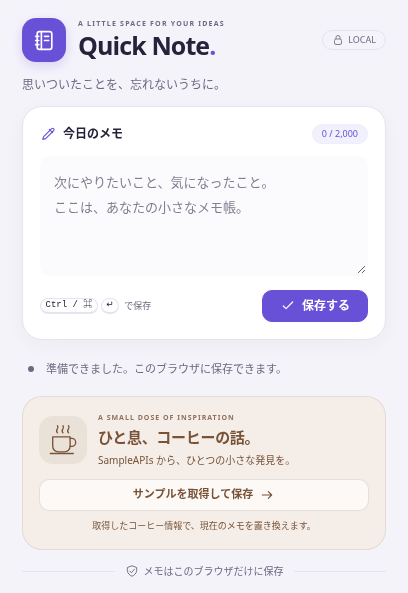 A LITTLE SPACE FOR YOUR IDEAS
Quick Note.
LOCAL
思いついたことを、忘れないうちに。
今日のメモ
0 / 2,000
次にやりたいこと、気になったこと。
ここは、あなたの小さなメモ帳。
Ctrl / ⌘ ↵ で保存
保存する
準備できました。このブラウザに保存できます。
A SMALL DOSE OF INSPIRATION
ひと息、コーヒーの話。
SampleAPIs から、ひとつの小さな発見を。
サンプルを取得して保存 →
取得したコーヒー情報で、現在のメモを置き換えます。
メモはこのブラウザだけに保存